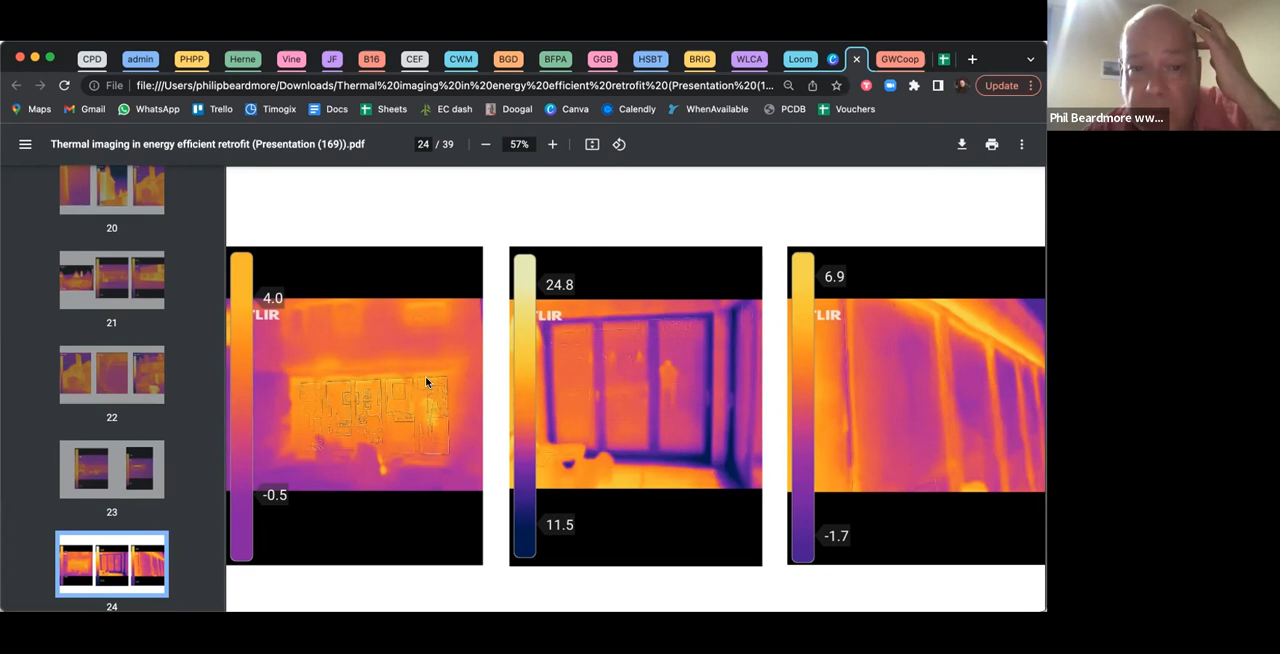 CPD admin PHPP Herne Vine JF B16 CEF CWM BGD BFPA GGB HSBT BRIG WLCA Loom GWCoop
File file:///Users/philipbeardmore/Downloads/Thermal%20imaging%20in%20energy%20efficient%20retrofit%20(Presentation%20(1... Update
Maps Gmail WhatsApp Trello Timogix Docs Sheets EC dash Doogal Canva Calendly WhenAvailable PCDB Vouchers
Phil Beardmore ww...
Thermal imaging in energy efficient retrofit (Presentation (169)).pdf 24 / 39 57%
20
21
22
23
24
4.0
LIR
-0.5
24.8
LIR
11.5
6.9
LIR
-1.7